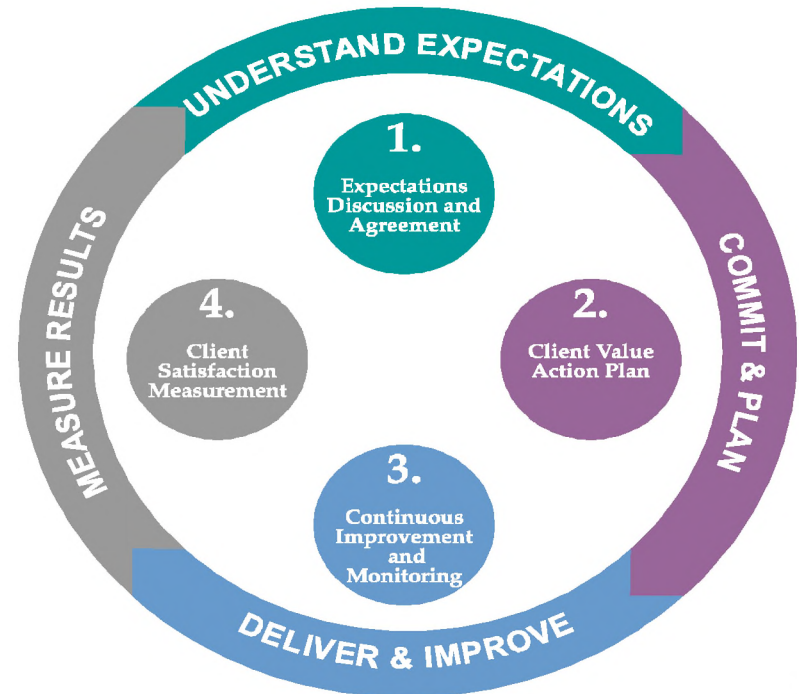 UNDERSTAND EXPECTATIONS
1.
Expectations
Discussion and
Agreement
COMMIT & PLAN
2.
Client Value
Action Plan
3.
Continuous
Improvement
and
Monitoring
DELIVER & IMPROVE
4.
Client
Satisfaction
Measurement
MEASURE RESULTS